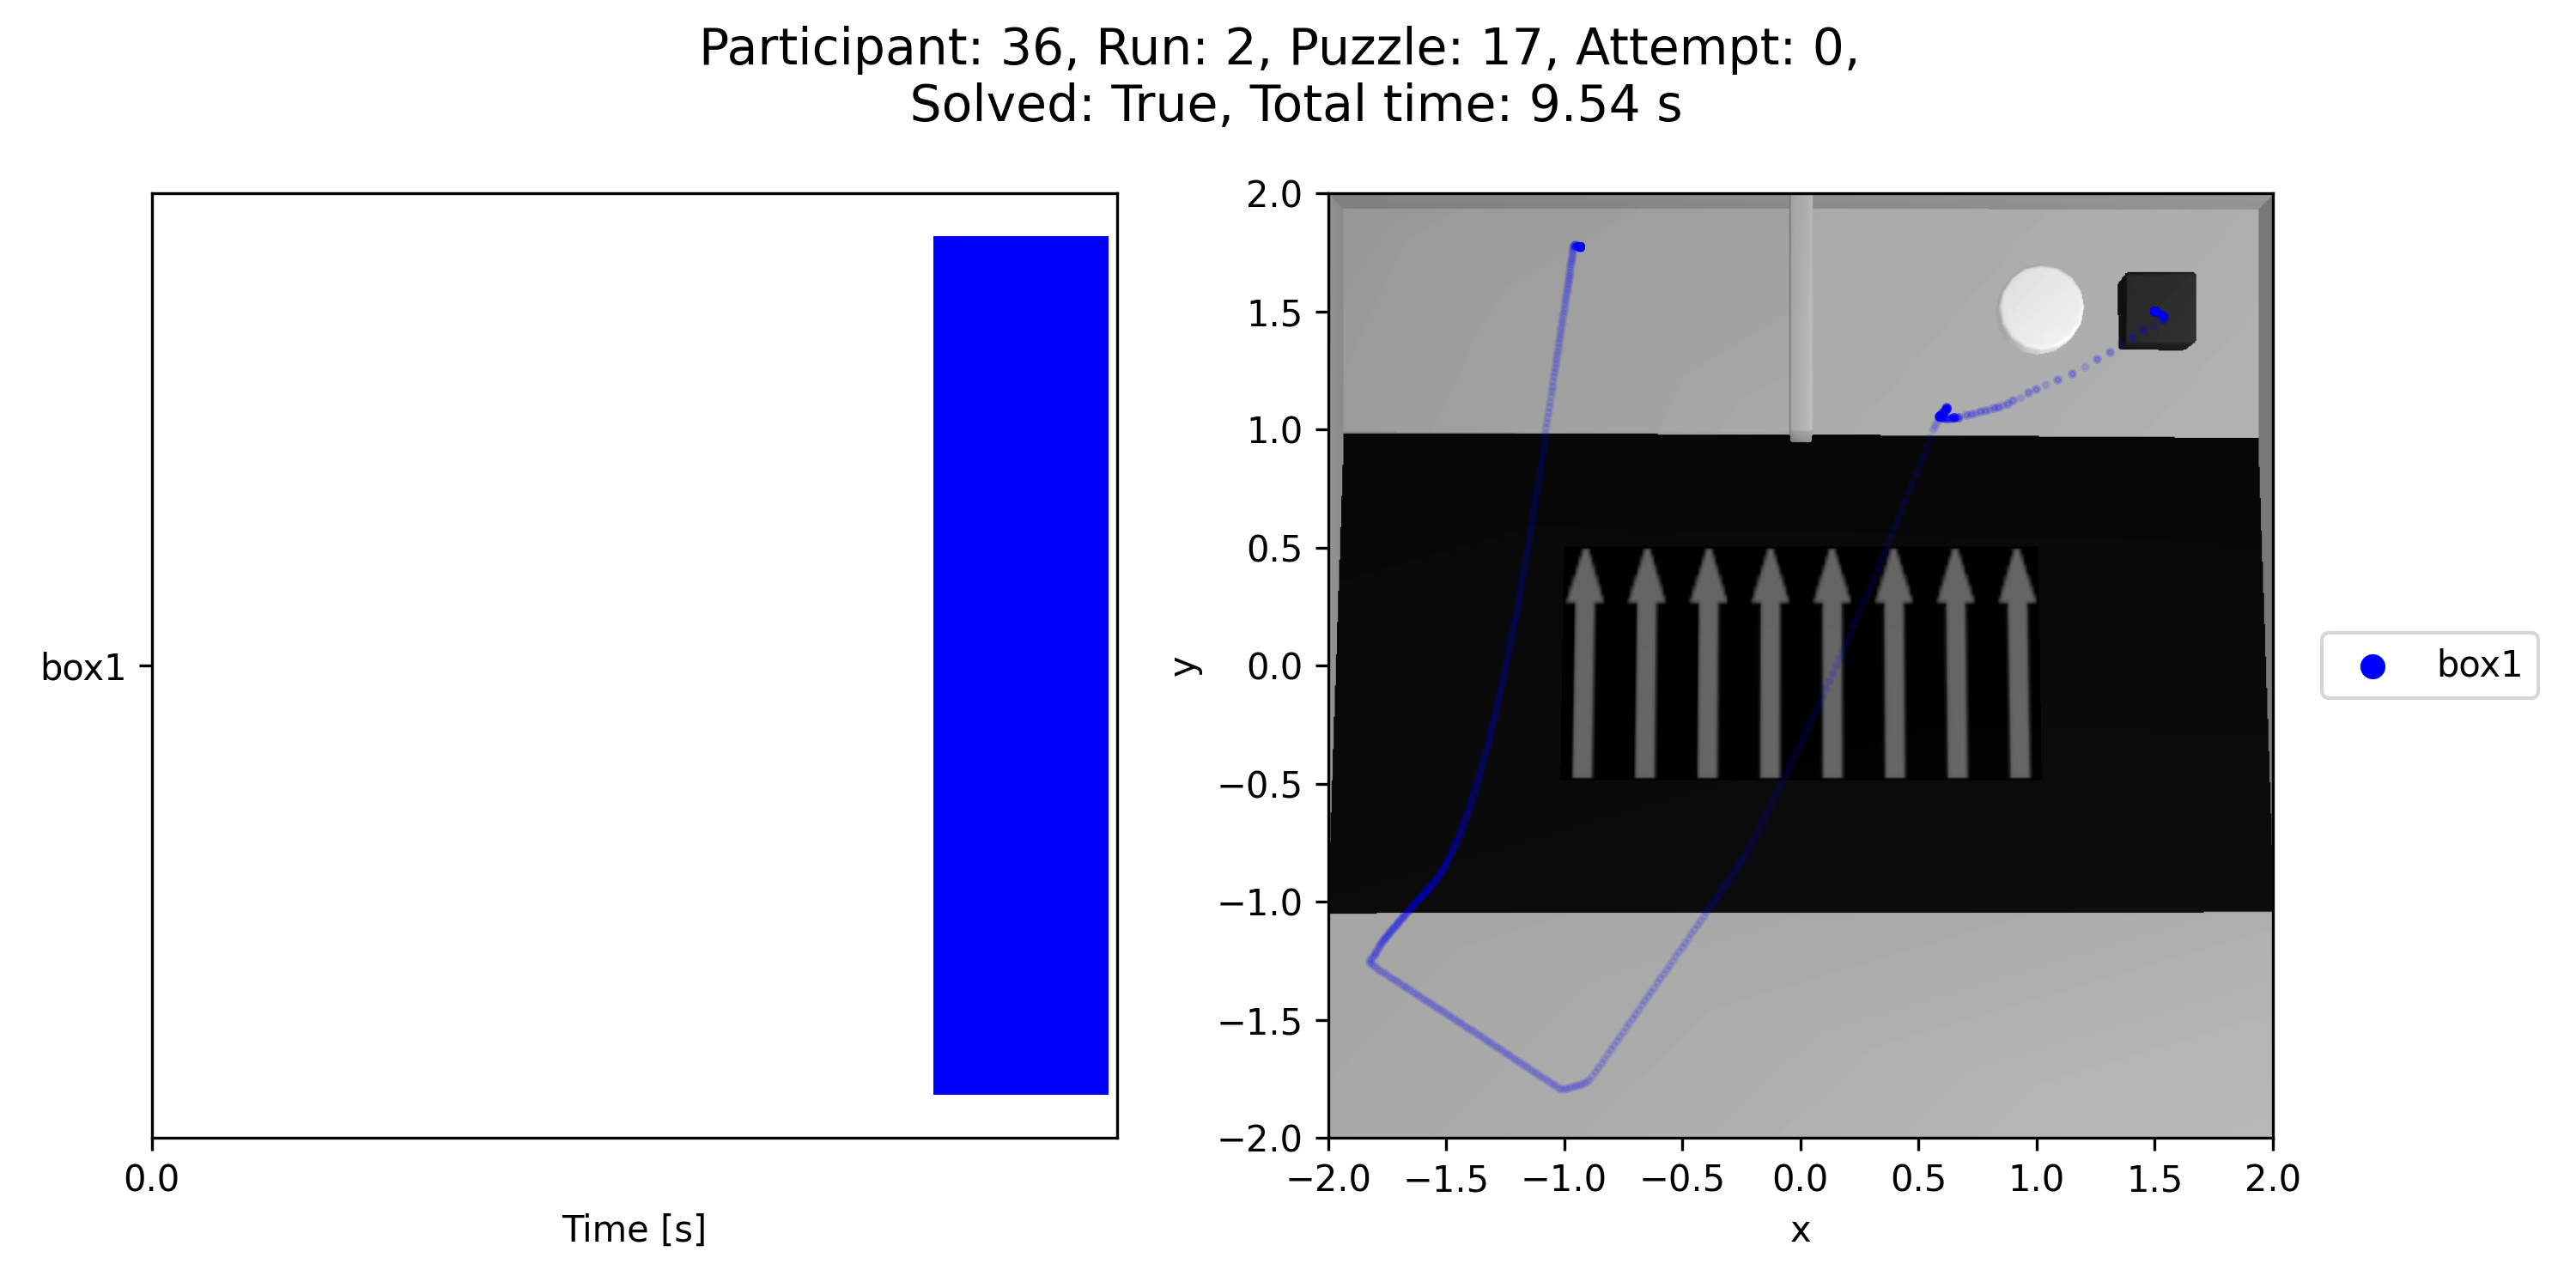 Participant: 36, Run: 2, Puzzle: 17, Attempt: 0,
Solved: True, Total time: 9.54 s
box1
0.0
Time [s]
2.0
1.5
1.0
0.5
0.0
−0.5
−1.0
−1.5
−2.0
y
−2.0 −1.5 −1.0 −0.5 0.0 0.5 1.0 1.5 2.0
x
box1